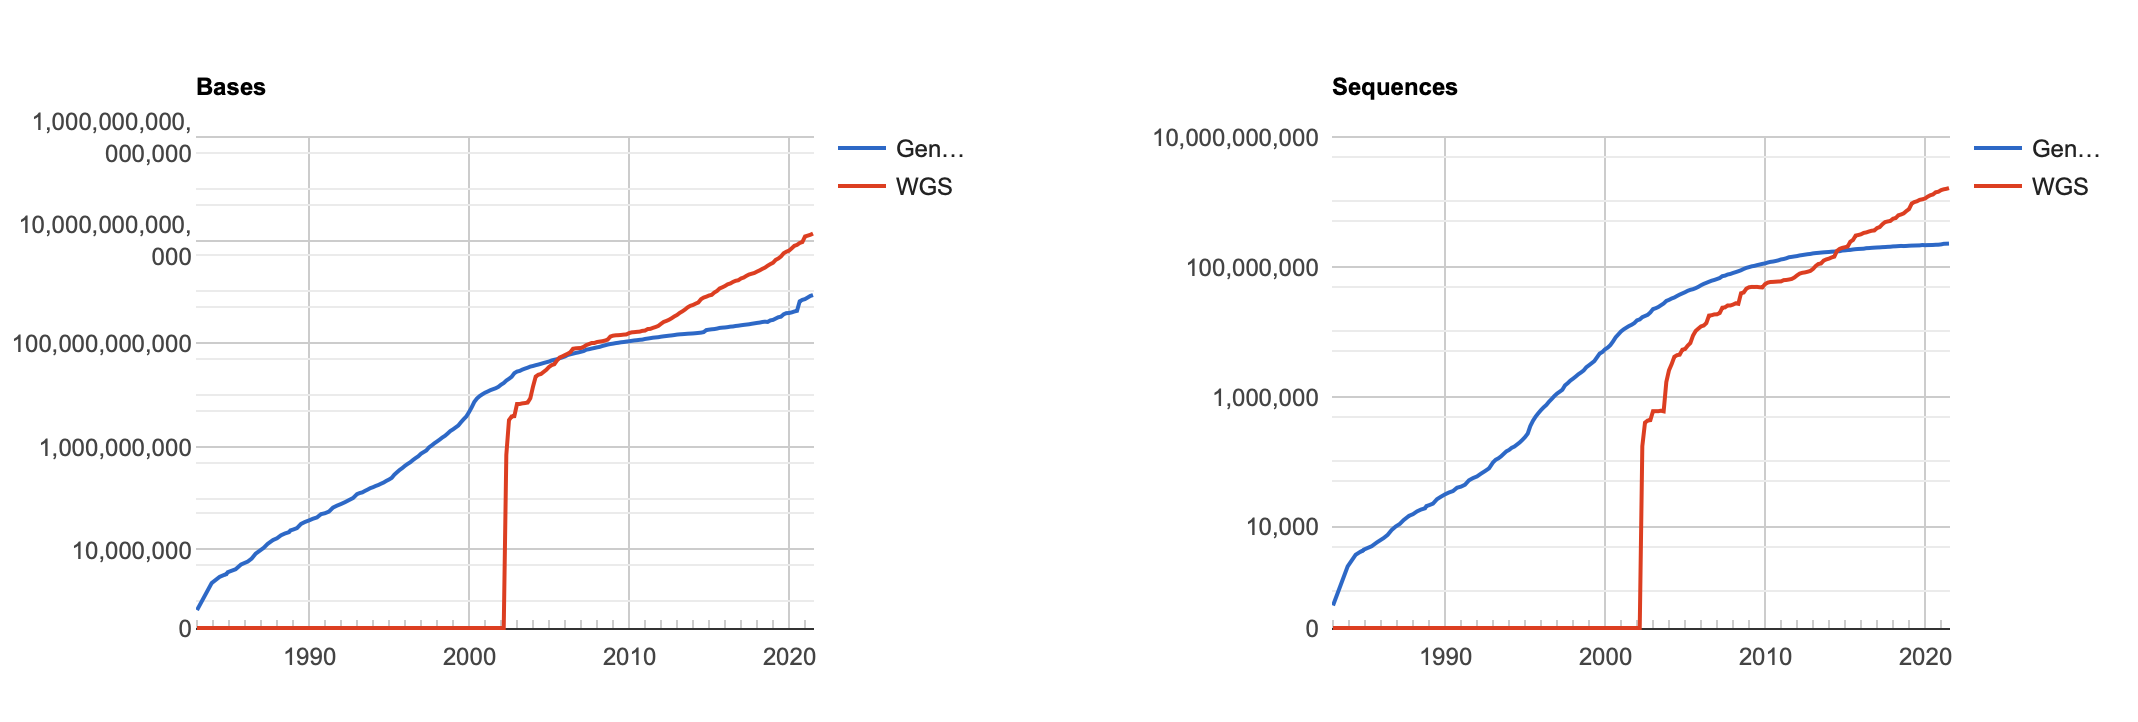 Bases
1,000,000,000,
000,000
10,000,000,000,
000
100,000,000,000
1,000,000,000
10,000,000
0
1990 2000 2010 2020
Gen…
WGS
Sequences
10,000,000,000
100,000,000
1,000,000
10,000
0
1990 2000 2010 2020
Gen…
WGS